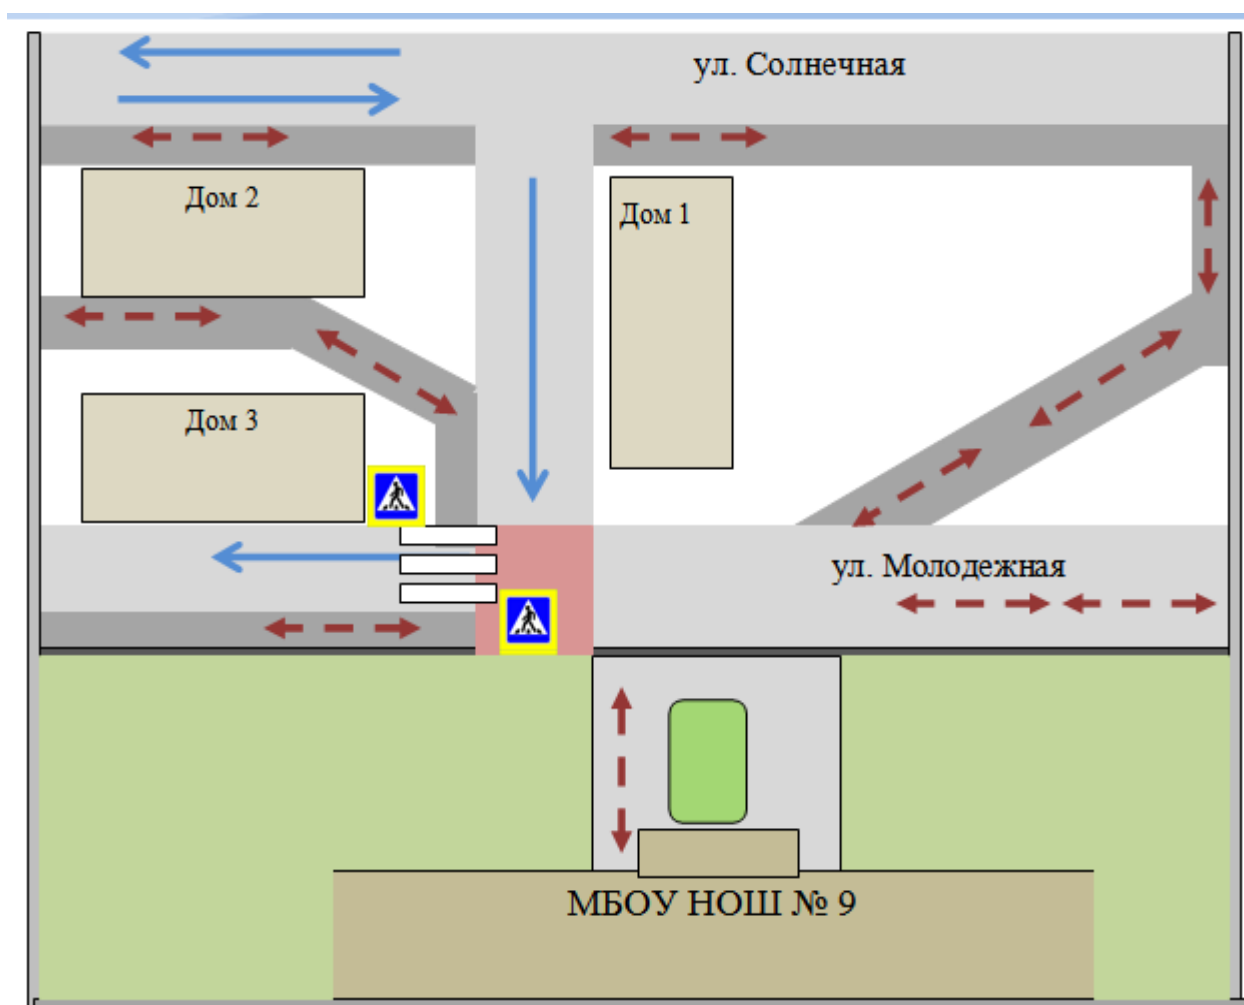 ул. Солнечная
Дом 2
Дом 1
Дом 3
ул. Молодежная
МБОУ НОШ № 9